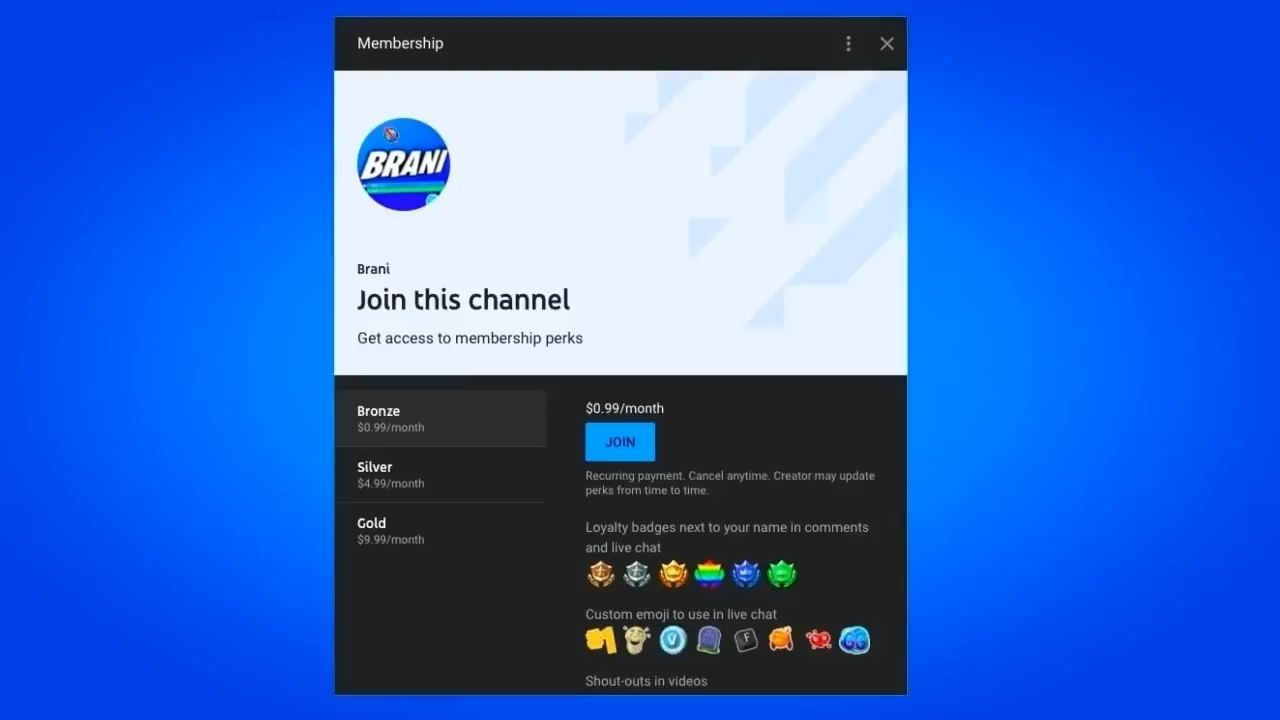 Membership
BRANI
Brani
Join this channel
Get access to membership perks
Bronze
$0.99/month
Silver
$4.99/month
Gold
$9.99/month
$0.99/month
JOIN
Recurring payment. Cancel anytime. Creator may update
perks from time to time.
Loyalty badges next to your name in comments
and live chat
Custom emoji to use in live chat
V
F
GG
Shout-outs in videos